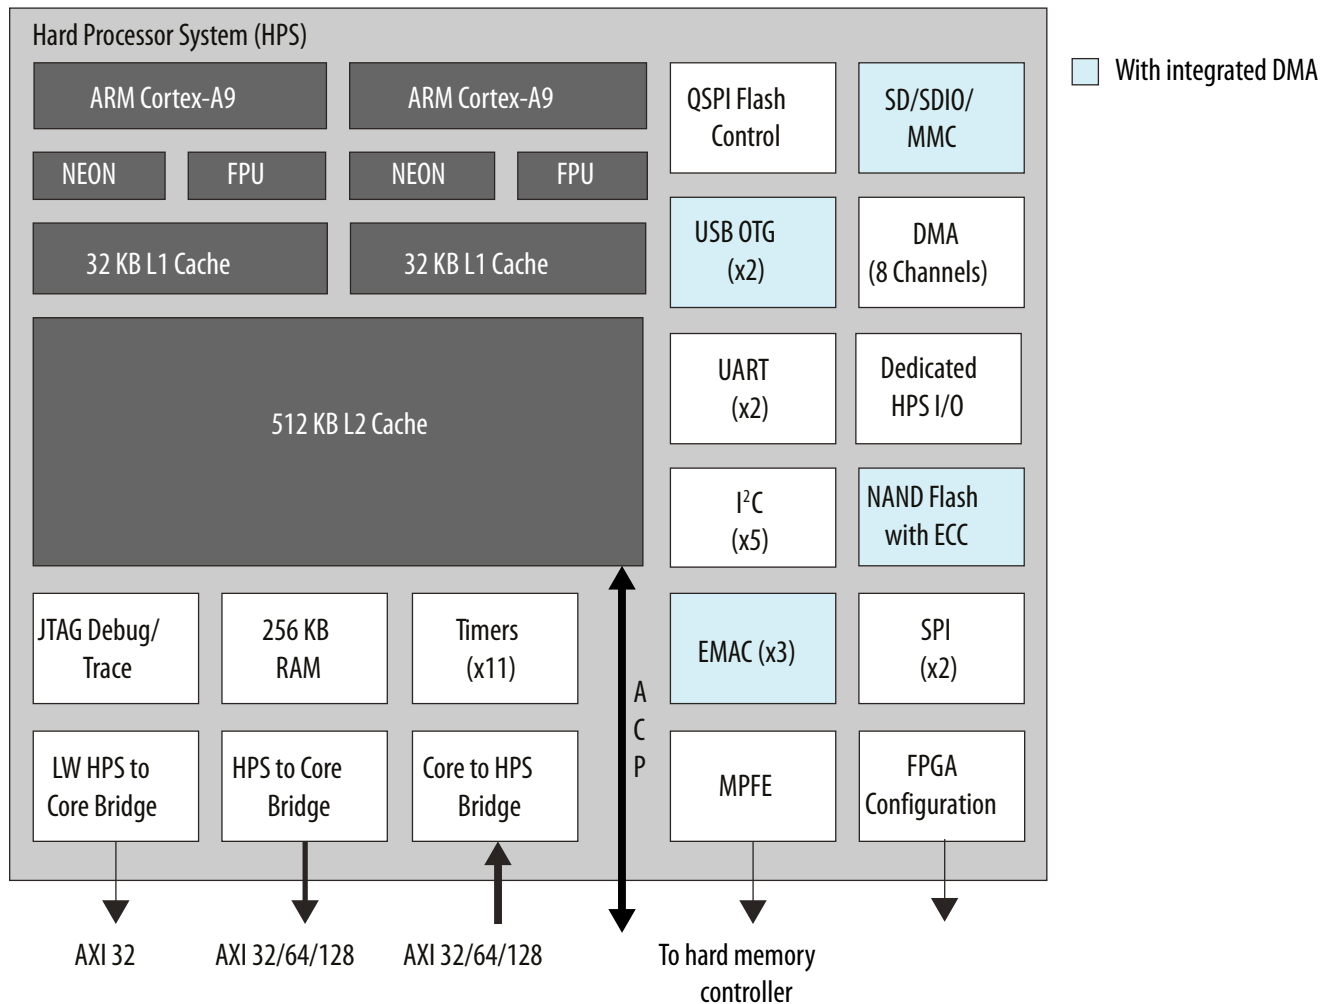 Hard Processor System (HPS)
With integrated DMA
ARM Cortex-A9
ARM Cortex-A9
QSPI Flash
Control
SD/SDIO/
MMC
NEON
FPU
NEON
FPU
USB OTG
(x2)
DMA
(8 Channels)
32 KB L1 Cache
32 KB L1 Cache
UART
(x2)
Dedicated
HPS I/O
512 KB L2 Cache
I²C
(x5)
NAND Flash
with ECC
JTAG Debug/
Trace
256 KB
RAM
Timers
(x11)
ACP
EMAC (x3)
SPI
(x2)
LW HPS to
Core Bridge
HPS to Core
Bridge
Core to HPS
Bridge
MPFE
FPGA
Configuration
AXI 32
AXI 32/64/128
AXI 32/64/128
To hard memory
controller